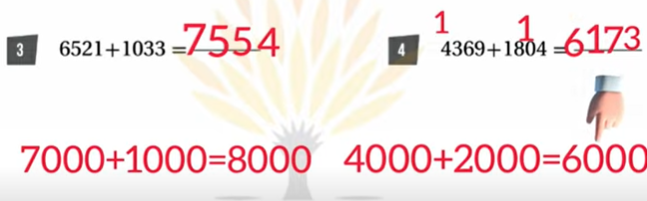 3 6521+1033 = 7554
4 4369+1804 = 6173
1 1
7000+1000=8000
4000+2000=6000